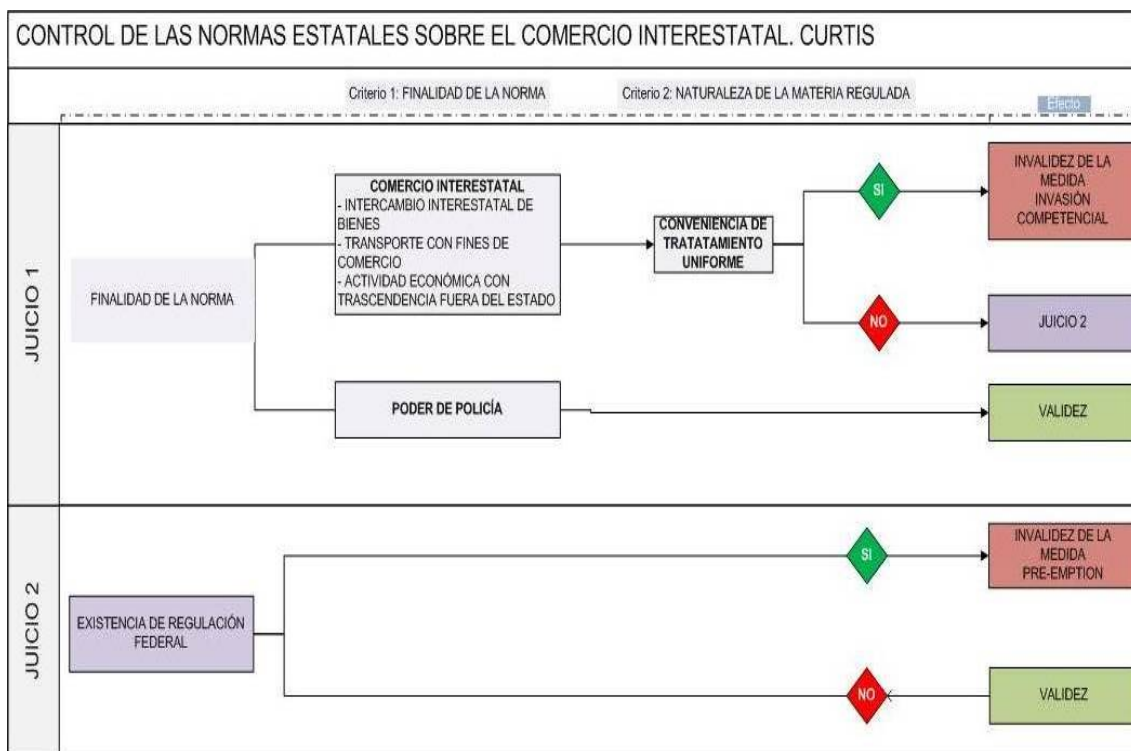 CONTROL DE LAS NORMAS ESTATALES SOBRE EL COMERCIO INTERESTATAL. CURTIS
Criterio 1: FINALIDAD DE LA NORMA
Criterio 2: NATURALEZA DE LA MATERIA REGULADA
Efecto
JUICIO 1
FINALIDAD DE LA NORMA
COMERCIO INTERESTATAL
- INTERCAMBIO INTERESTATAL DE
BIENES
- TRANSPORTE CON FINES DE
COMERCIO
- ACTIVIDAD ECONÓMICA CON
TRASCENDENCIA FUERA DEL ESTADO
CONVENIENCIA DE
TRATATAMIENTO
UNIFORME
SI
INVALIDEZ DE LA
MEDIDA
INVASIÓN
COMPETENCIAL
NO
JUICIO 2
PODER DE POLICÍA
VALIDEZ
JUICIO 2
EXISTENCIA DE REGULACIÓN
FEDERAL
SI
INVALIDEZ DE LA
MEDIDA
PRE-EMPTION
NO
VALIDEZ